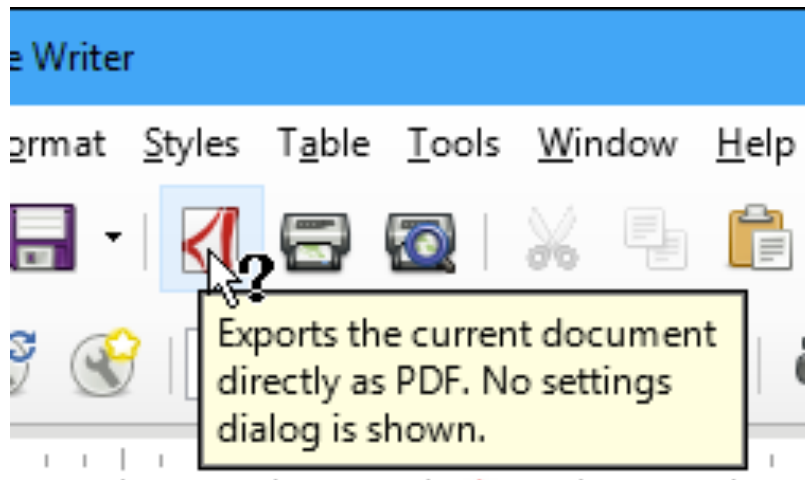 e Writer
ormat Styles Table Tools Window Help
?
Exports the current document
directly as PDF. No settings
dialog is shown.